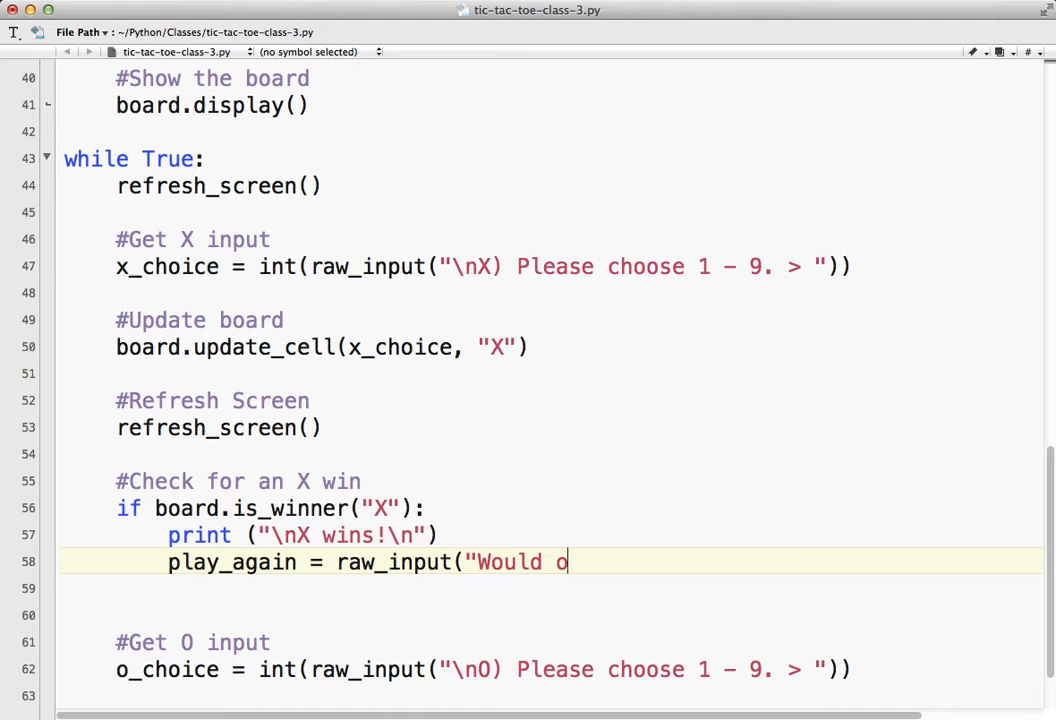 tic-tac-toe-class-3.py
File Path : ~/Python/Classes/tic-tac-toe-class-3.py
tic-tac-toe-class-3.py (no symbol selected) #
40 #Show the board
41 board.display()
42
43 while True:
44 refresh_screen()
45
46 #Get X input
47 x_choice = int(raw_input("\nX) Please choose 1 - 9. > "))
48
49 #Update board
50 board.update_cell(x_choice, "X")
51
52 #Refresh Screen
53 refresh_screen()
54
55 #Check for an X win
56 if board.is_winner("X"):
57 print ("\nX wins!\n")
58 play_again = raw_input("Would o
59
60
61 #Get O input
62 o_choice = int(raw_input("\nO) Please choose 1 - 9. > "))
63